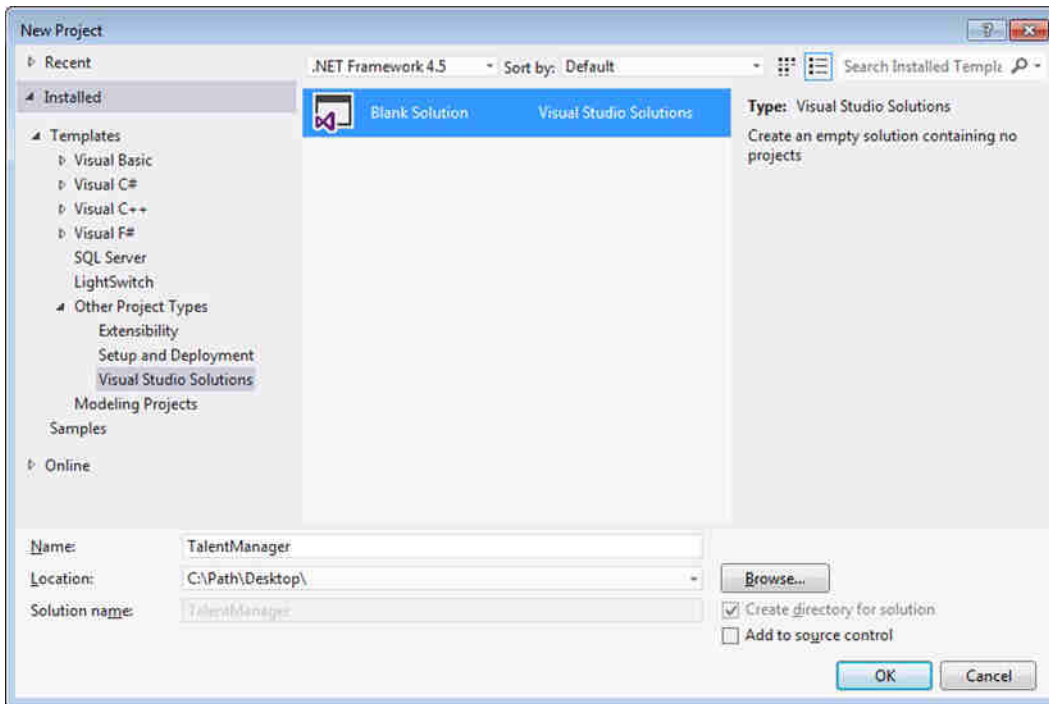 New Project
Recent
.NET Framework 4.5 Sort by: Default Search Installed Templa
Installed
Templates
Visual Basic
Visual C#
Visual C++
Visual F#
SQL Server
LightSwitch
Other Project Types
Extensibility
Setup and Deployment
Visual Studio Solutions
Modeling Projects
Samples
Online
Blank Solution Visual Studio Solutions
Type: Visual Studio Solutions
Create an empty solution containing no
projects
Name: TalentManager
Location: C:\Path\Desktop\
Browse...
Solution name: TalentManager
Create directory for solution
Add to source control
OK Cancel